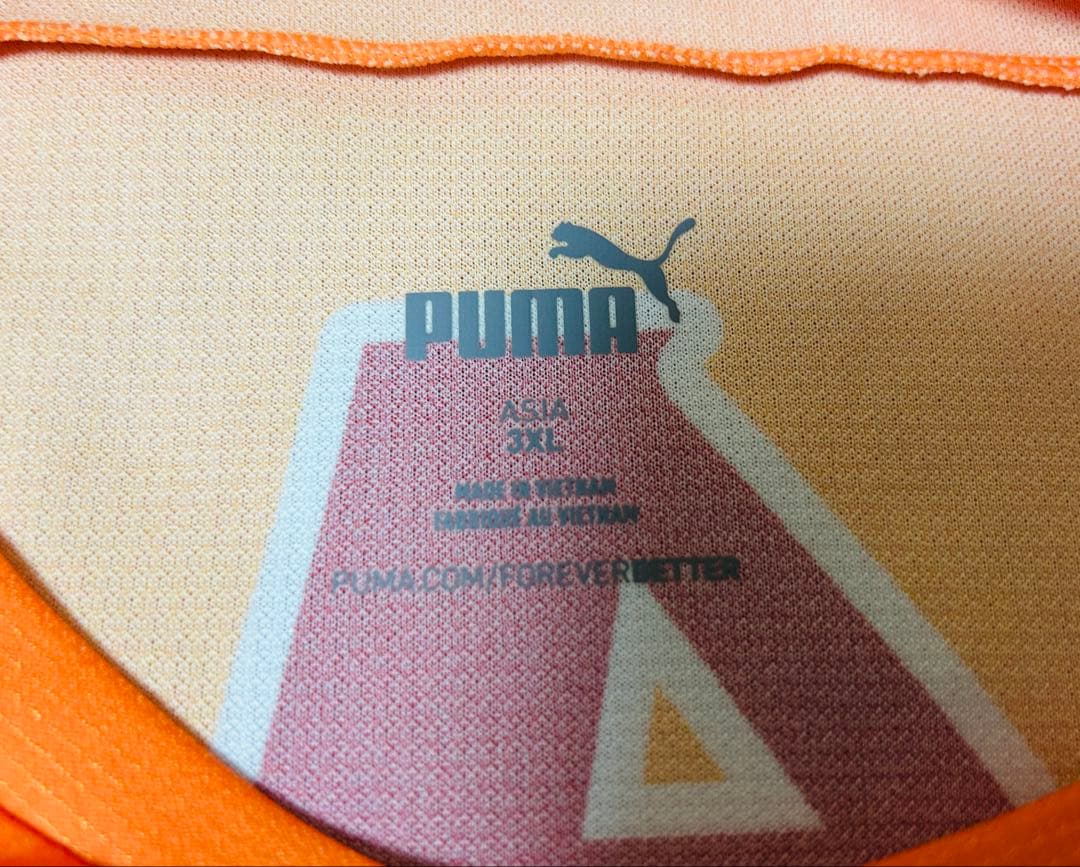 PUMA
ASIA
3XL
MADE IN VIETNAM
FABRIQUÉ AU VIETNAM
PUMA.COM/FOREVERBETTER